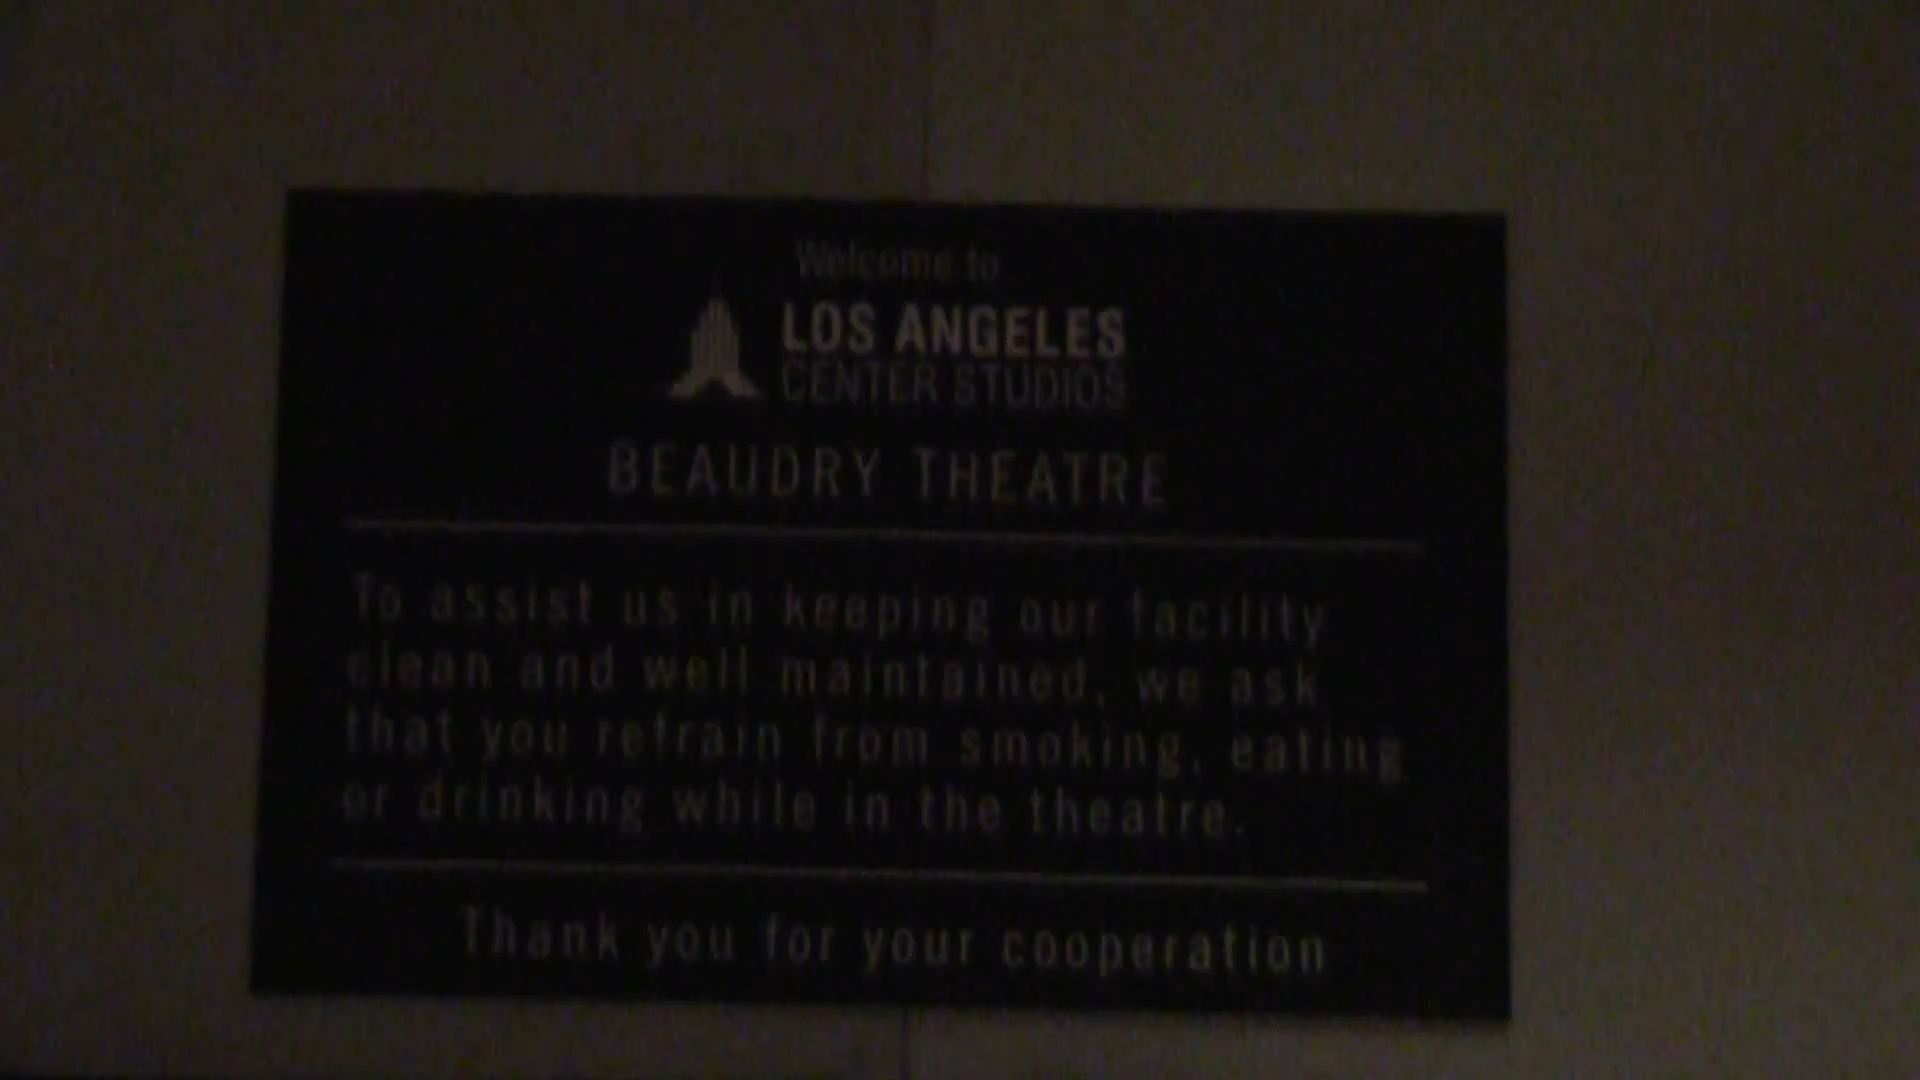 Welcome to
LOS ANGELES
CENTER STUDIOS
BEAUDRY THEATRE
To assist us in keeping our facility
clean and well maintained, we ask
that you refrain from smoking, eating
or drinking while in the theatre.
Thank you for your cooperation